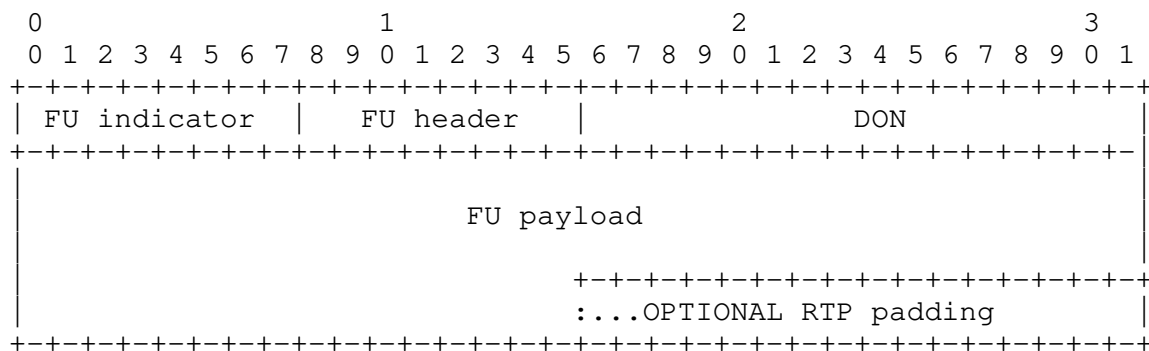 0                   1                   2                   3
 0 1 2 3 4 5 6 7 8 9 0 1 2 3 4 5 6 7 8 9 0 1 2 3 4 5 6 7 8 9 0 1
+-+-+-+-+-+-+-+-+-+-+-+-+-+-+-+-+-+-+-+-+-+-+-+-+-+-+-+-+-+-+-+-+
| FU indicator  |   FU header   |               DON             |
+-+-+-+-+-+-+-+-+-+-+-+-+-+-+-+-+-+-+-+-+-+-+-+-+-+-+-+-+-+-+-+-|
|                                                               |
|                         FU payload                            |
|                                                               |
|                               +-+-+-+-+-+-+-+-+-+-+-+-+-+-+-+-+
|                               :...OPTIONAL RTP padding        |
+-+-+-+-+-+-+-+-+-+-+-+-+-+-+-+-+-+-+-+-+-+-+-+-+-+-+-+-+-+-+-+-+